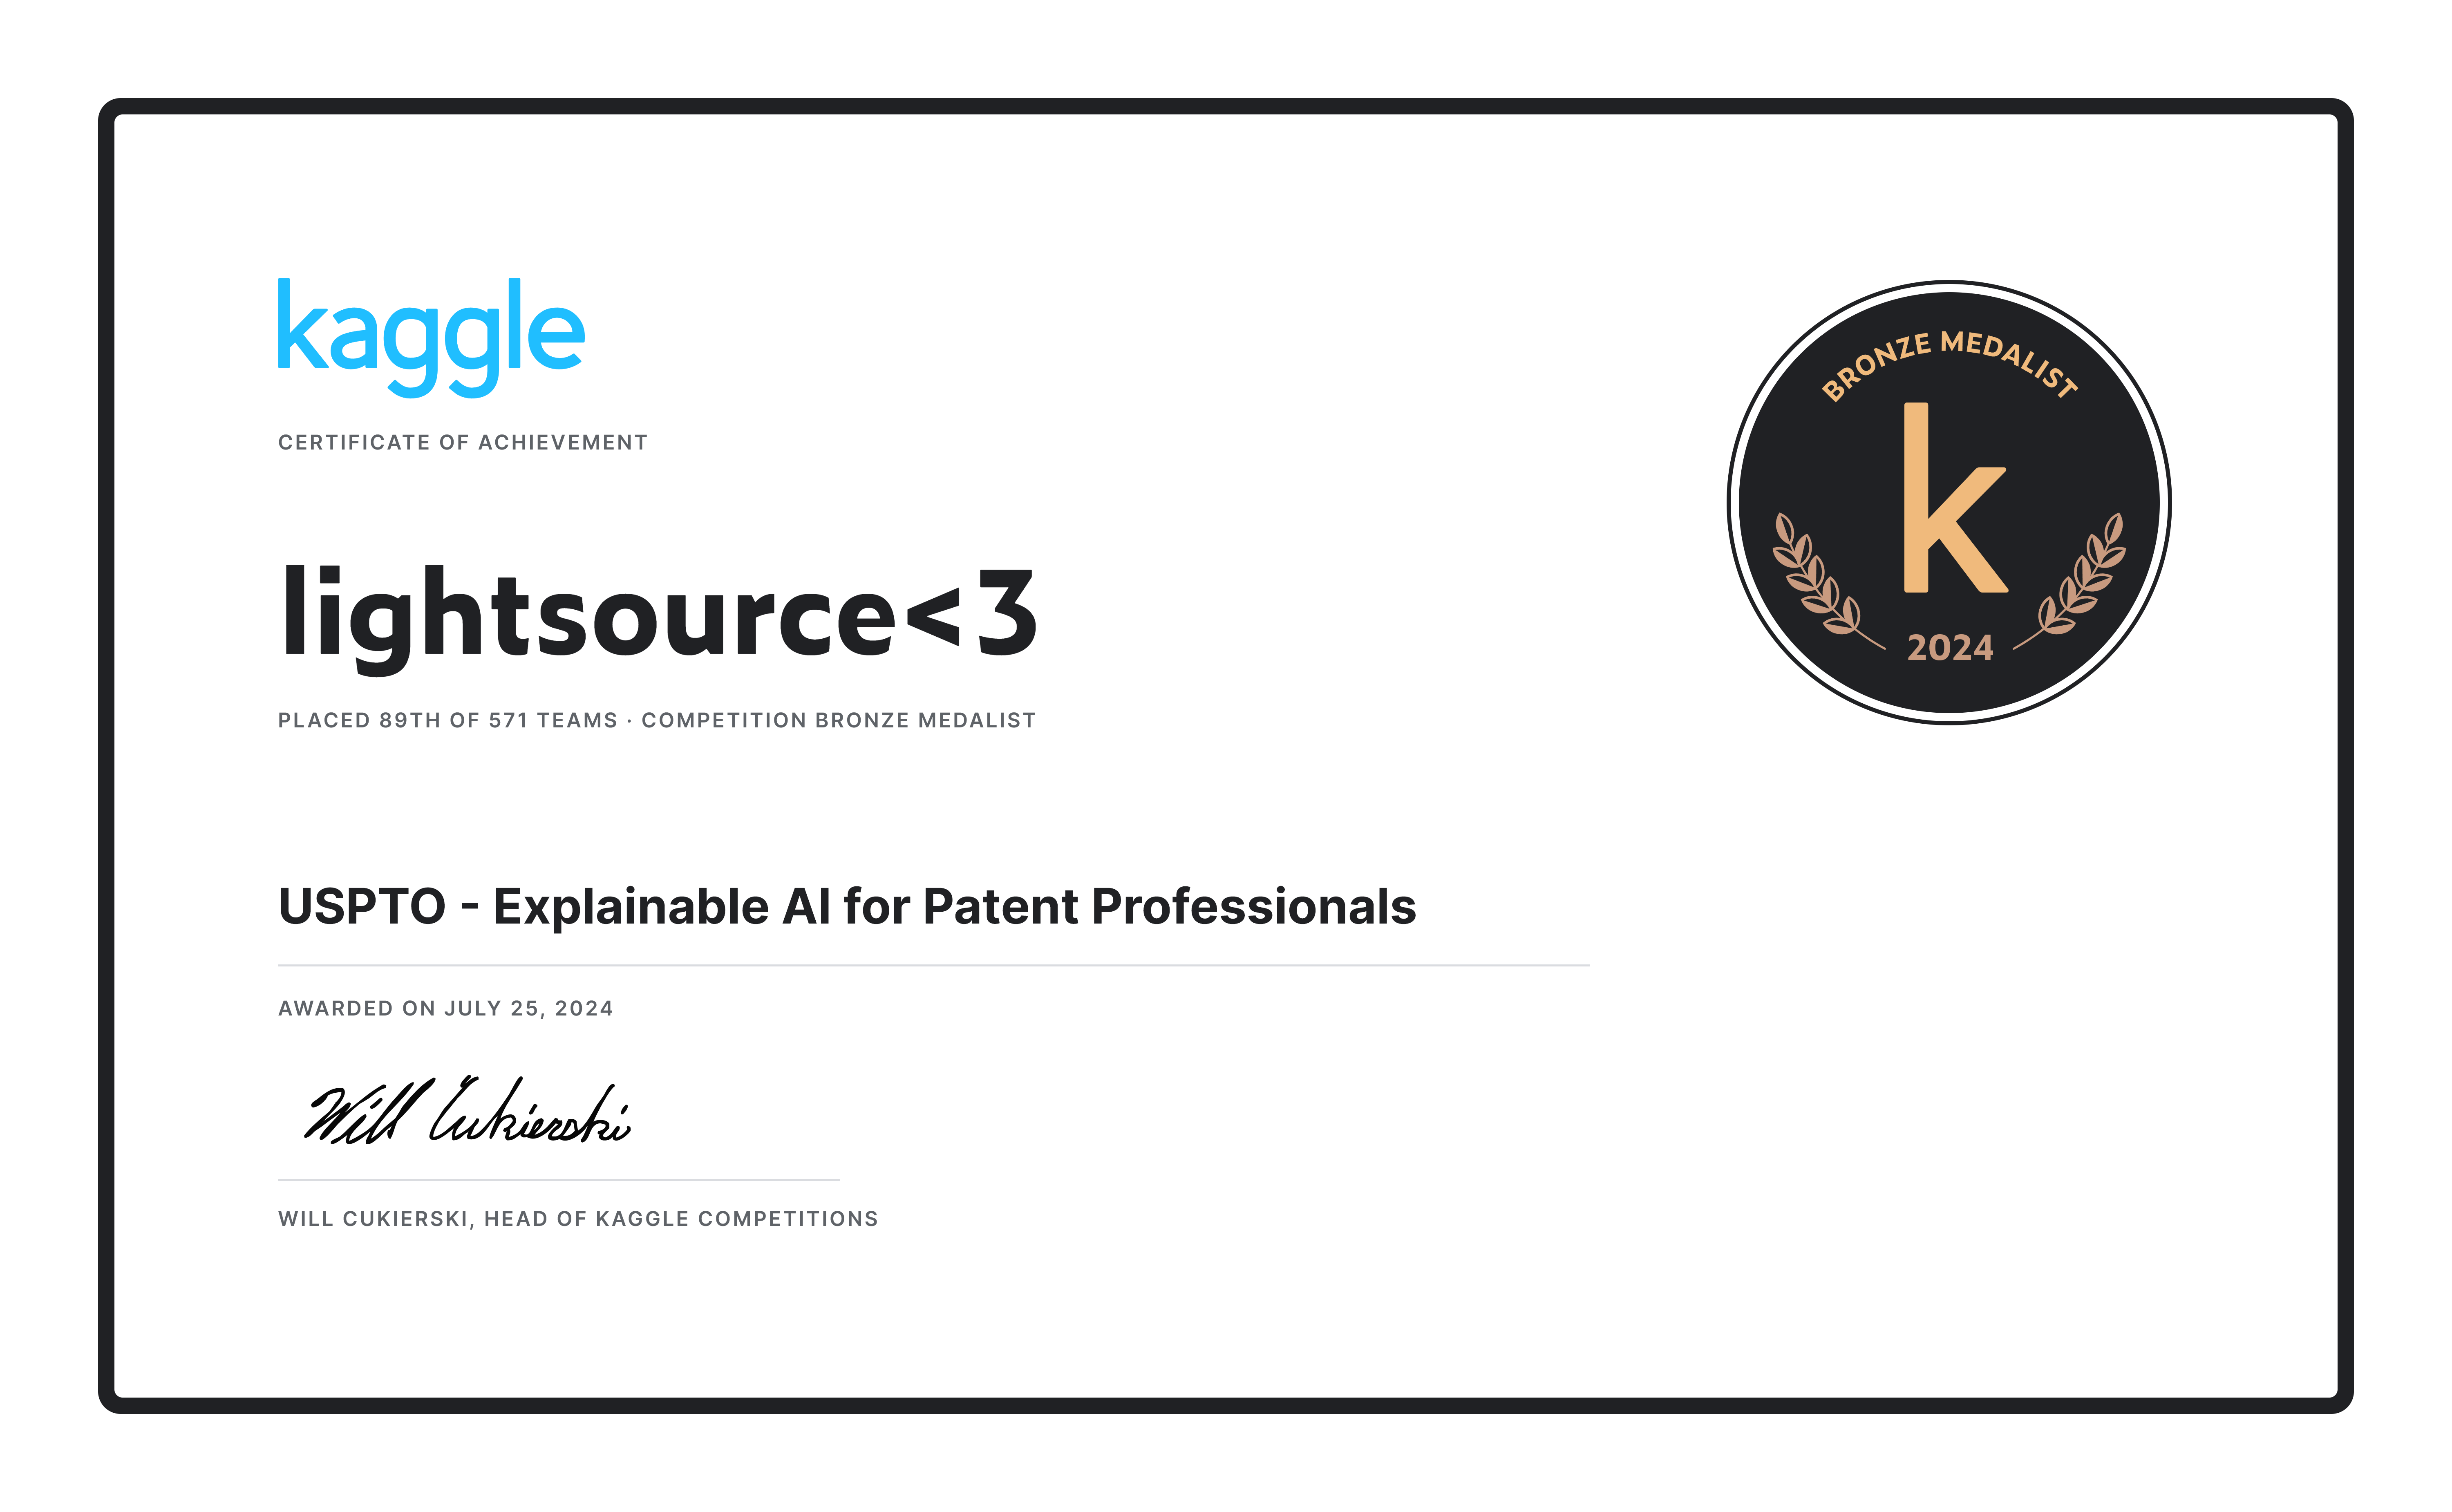 kaggle
CERTIFICATE OF ACHIEVEMENT
lightsource<3
PLACED 89TH OF 571 TEAMS · COMPETITION BRONZE MEDALIST
BRONZE MEDALIST
k
2024
USPTO - Explainable AI for Patent Professionals
AWARDED ON JULY 25, 2024
Will Cukierski
WILL CUKIERSKI, HEAD OF KAGGLE COMPETITIONS